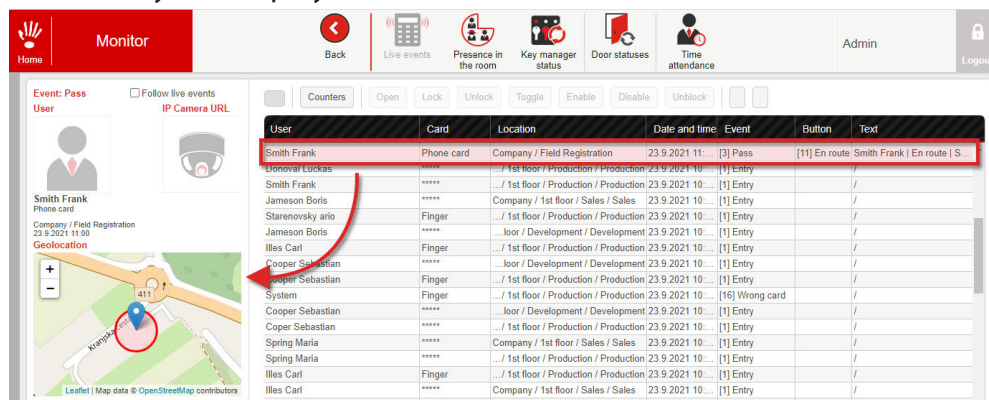 Home
Monitor
Back
Live events
Presence in the room
Key manager status
Door statuses
Time attendance
Admin
Logou
Event: Pass
Follow live events
User
IP Camera URL
Smith Frank
Phone card
Company / Field Registration
23.9.2021 11:00
Geolocation
+
−
411
Kranjska cesta
Leaflet | Map data © OpenStreetMap contributors
Counters Open Lock Unlock Toggle Enable Disable Unblock
User Card Location Date and time Event Button Text
Smith Frank Phone card Company / Field Registration 23.9.2021 11:... [3] Pass [11] En route Smith Frank | En route | S...
Donoval Luckas ***** .../ 1st floor / Production / Production 23.9.2021 10:... [1] Entry /
Smith Frank ***** .../ 1st floor / Production / Production 23.9.2021 10:... [1] Entry /
Jameson Boris ***** Company / 1st floor / Sales / Sales 23.9.2021 10:... [1] Entry /
Starenovsky ario Finger .../ 1st floor / Production / Production 23.9.2021 10:... [1] Entry /
Jameson Boris ***** ...loor / Development / Development 23.9.2021 10:... [1] Entry /
Illes Carl Finger .../ 1st floor / Production / Production 23.9.2021 10:... [1] Entry /
Cooper Sebastian ***** ...loor / Development / Development 23.9.2021 10:... [1] Entry /
Cooper Sebastian Finger .../ 1st floor / Production / Production 23.9.2021 10:... [1] Entry /
System Finger .../ 1st floor / Production / Production 23.9.2021 10:... [16] Wrong card /
Cooper Sebastian ***** ...loor / Development / Development 23.9.2021 10:... [1] Entry /
Coper Sebastian ***** .../ 1st floor / Production / Production 23.9.2021 10:... [1] Entry /
Spring Maria ***** Company / 1st floor / Sales / Sales 23.9.2021 10:... [1] Entry /
Spring Maria ***** .../ 1st floor / Production / Production 23.9.2021 10:... [1] Entry /
Illes Carl Finger .../ 1st floor / Production / Production 23.9.2021 10:... [1] Entry /
Illes Carl ***** Company / 1st floor / Sales / Sales 23.9.2021 10:... [1] Entry /